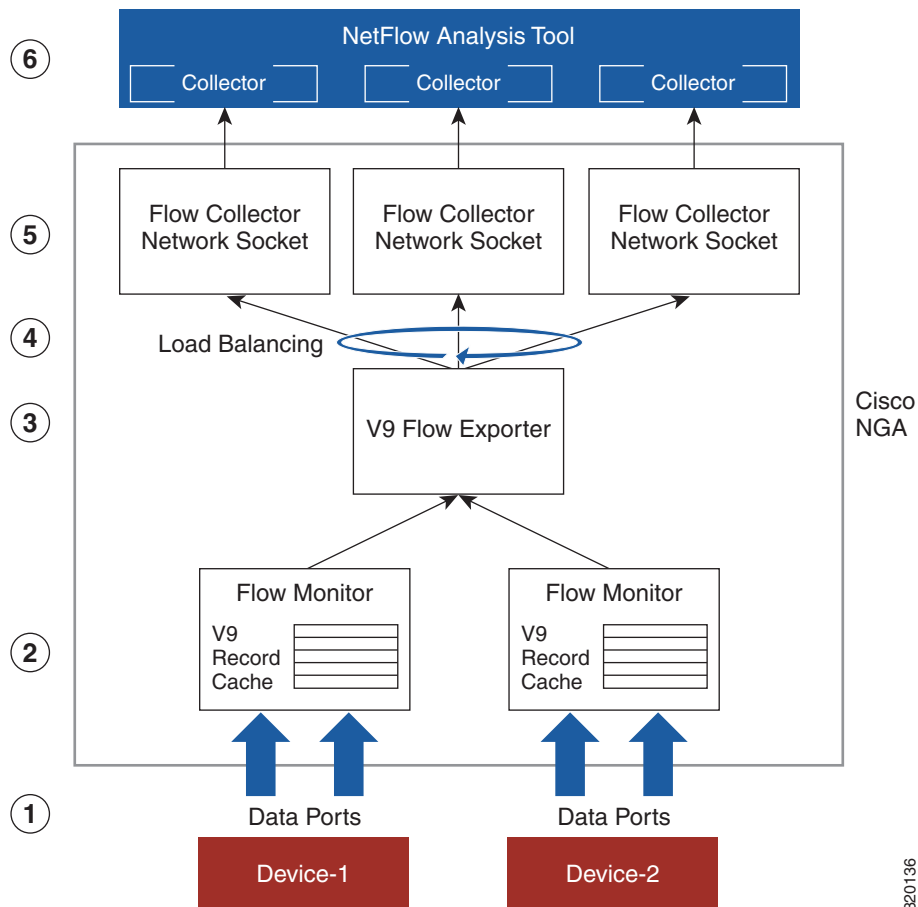 6
NetFlow Analysis Tool
Collector
Collector
Collector
5
Flow Collector
Network Socket
Flow Collector
Network Socket
Flow Collector
Network Socket
4
Load Balancing
3
V9 Flow Exporter
Cisco
NGA
2
Flow Monitor
V9
Record
Cache
Flow Monitor
V9
Record
Cache
1
Data Ports
Data Ports
Device-1
Device-2
320136